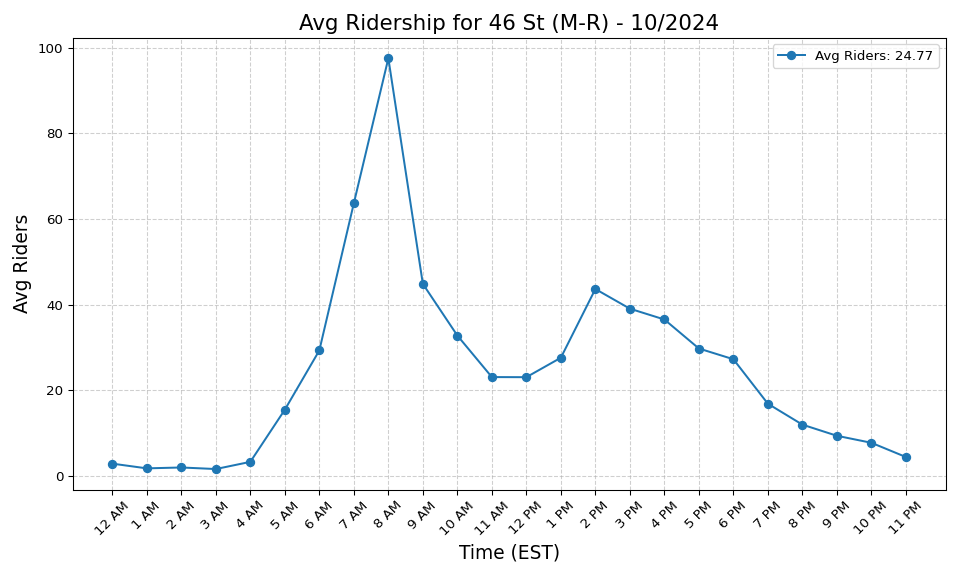 Avg Ridership for 46 St (M-R) - 10/2024
Avg Riders: 24.77
100
80
60
40
20
0
Avg Riders
12 AM
1 AM
2 AM
3 AM
4 AM
5 AM
6 AM
7 AM
8 AM
9 AM
10 AM
11 AM
12 PM
1 PM
2 PM
3 PM
4 PM
5 PM
6 PM
7 PM
8 PM
9 PM
10 PM
11 PM
Time (EST)